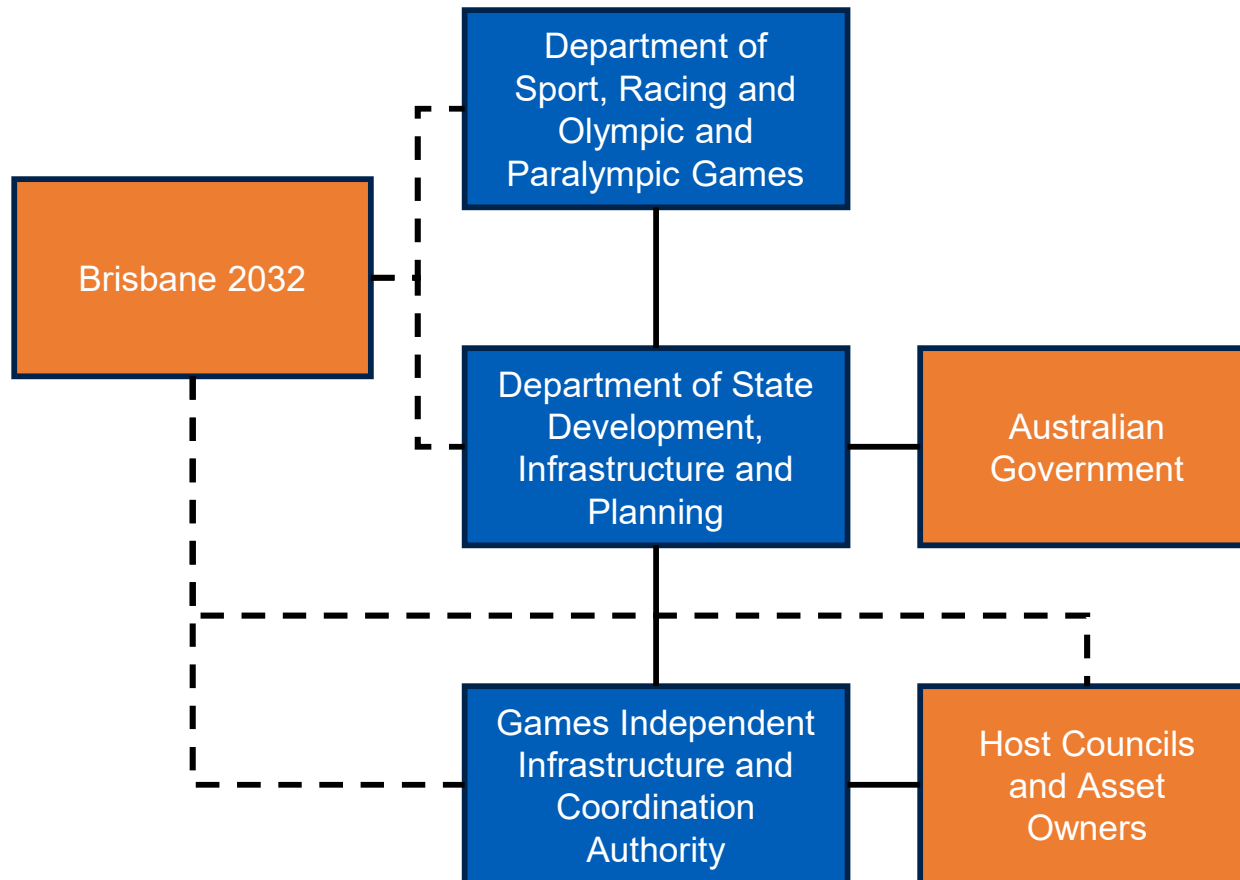 Department of
Sport, Racing and
Olympic and
Paralympic Games
Brisbane 2032
Department of State
Development,
Infrastructure and
Planning
Australian
Government
Games Independent
Infrastructure and
Coordination
Authority
Host Councils
and Asset
Owners